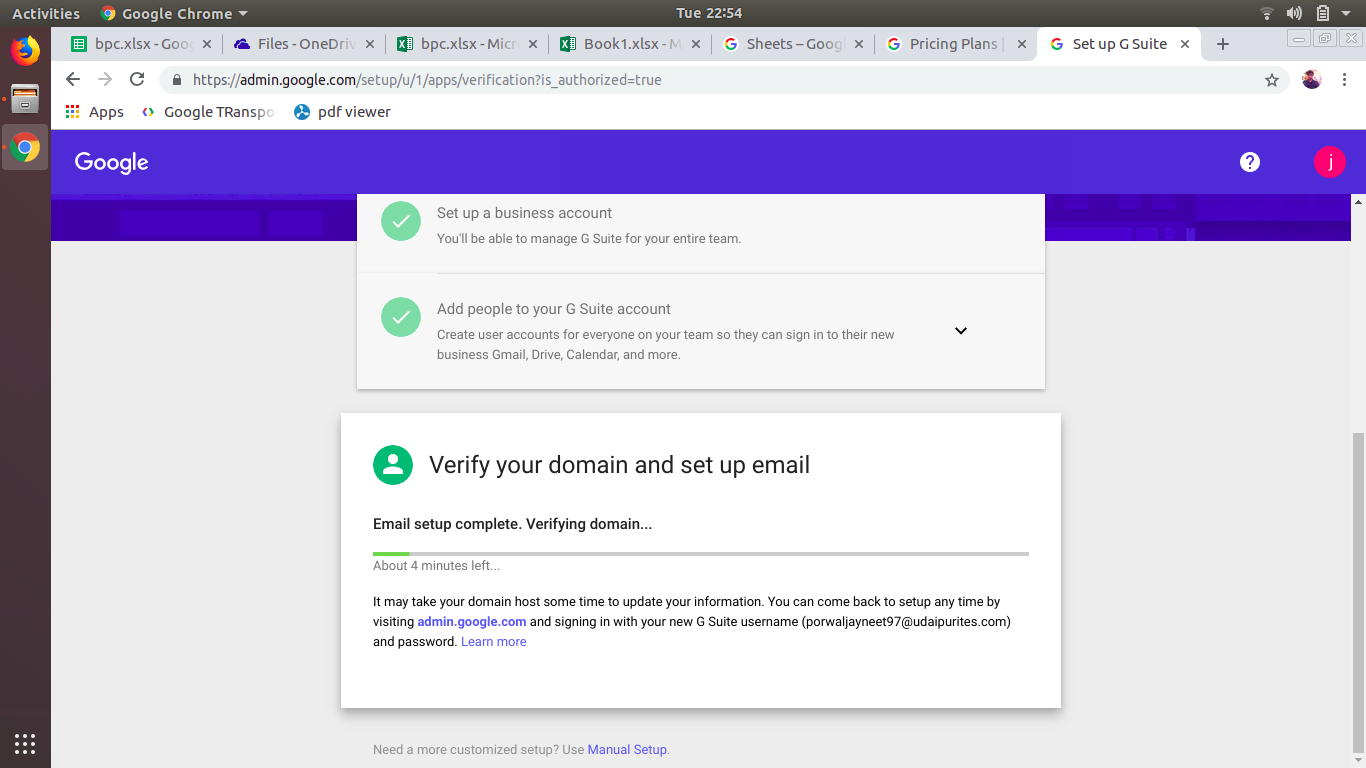 Activities Google Chrome Tue 22:54
bpc.xlsx - Goog Files - OneDriv bpc.xlsx - Micr Book1.xlsx - M Sheets – Googl Pricing Plans | Set up G Suite
https://admin.google.com/setup/u/1/apps/verification?is_authorized=true
Apps Google TRanspo pdf viewer
Google ? j
Set up a business account
You'll be able to manage G Suite for your entire team.
Add people to your G Suite account
Create user accounts for everyone on your team so they can sign in to their new
business Gmail, Drive, Calendar, and more.
Verify your domain and set up email
Email setup complete. Verifying domain...
About 4 minutes left...
It may take your domain host some time to update your information. You can come back to setup any time by
visiting admin.google.com and signing in with your new G Suite username (porwaljayneet97@udaipurites.com)
and password. Learn more
Need a more customized setup? Use Manual Setup.